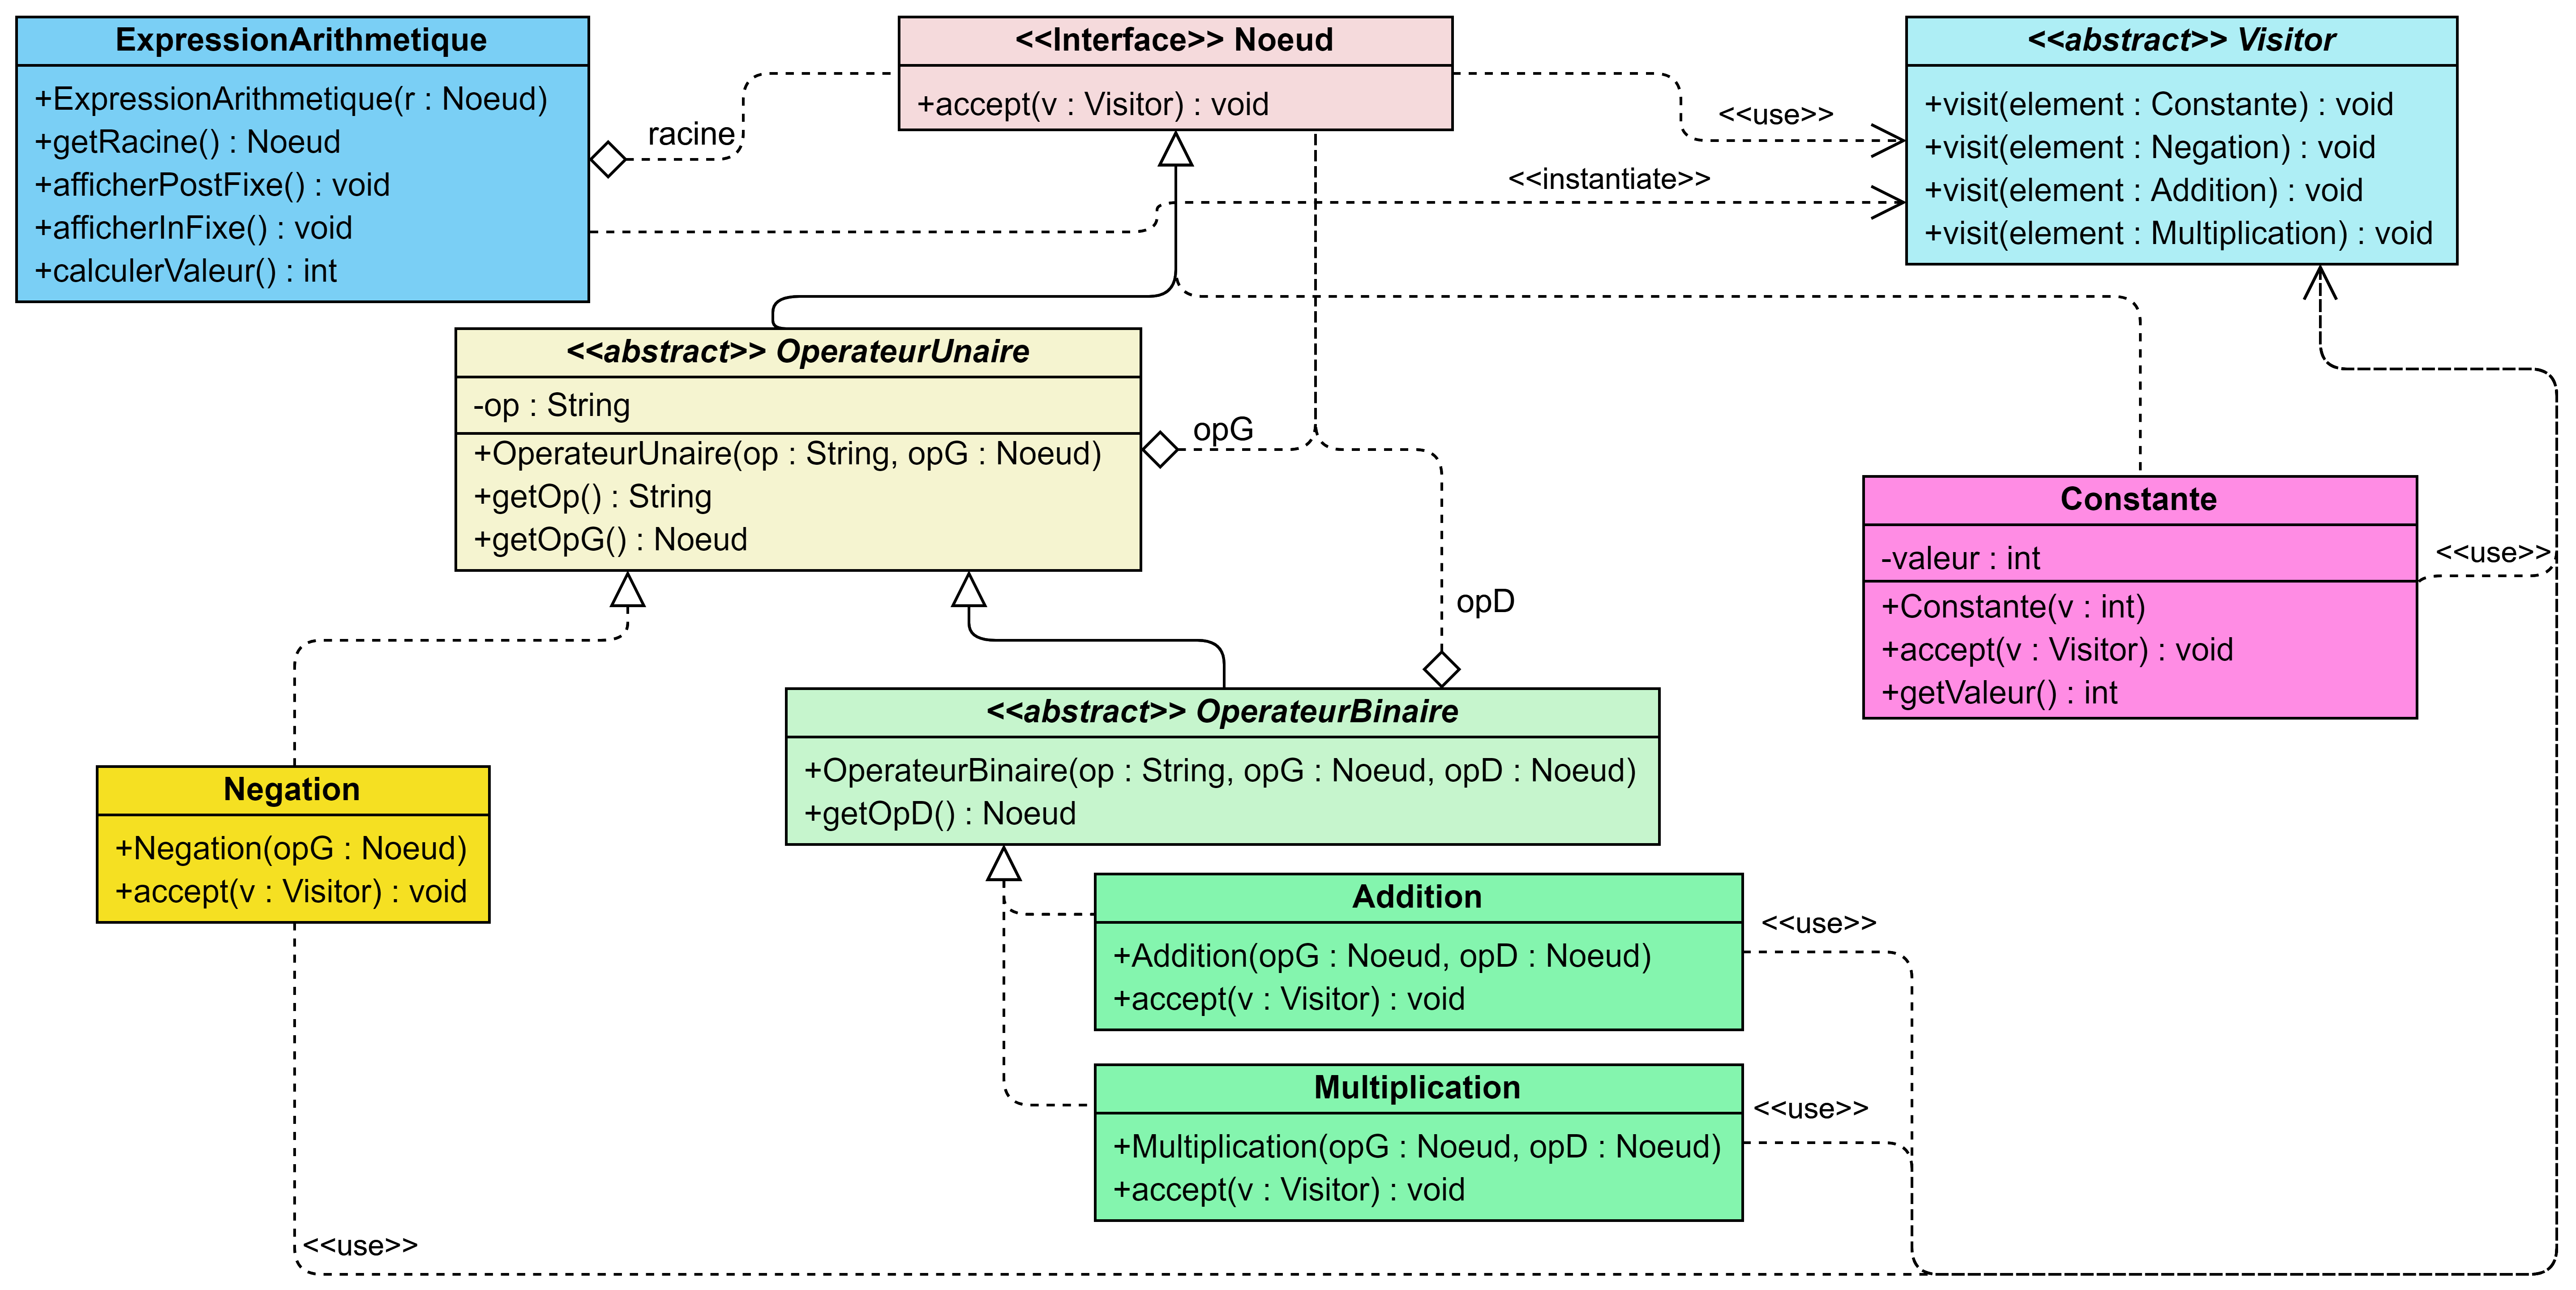 ExpressionArithmetique
+ExpressionArithmetique(r : Noeud)
+getRacine() : Noeud
+afficherPostFixe() : void
+afficherInFixe() : void
+calculerValeur() : int
racine
<<Interface>> Noeud
+accept(v : Visitor) : void
<<use>>
<<instantiate>>
<<abstract>> Visitor
+visit(element : Constante) : void
+visit(element : Negation) : void
+visit(element : Addition) : void
+visit(element : Multiplication) : void
<<abstract>> OperateurUnaire
-op : String
+OperateurUnaire(op : String, opG : Noeud)
+getOp() : String
+getOpG() : Noeud
opG
opD
Constante
-valeur : int
+Constante(v : int)
+accept(v : Visitor) : void
+getValeur() : int
<<use>>
<<abstract>> OperateurBinaire
+OperateurBinaire(op : String, opG : Noeud, opD : Noeud)
+getOpD() : Noeud
Negation
+Negation(opG : Noeud)
+accept(v : Visitor) : void
Addition
+Addition(opG : Noeud, opD : Noeud)
+accept(v : Visitor) : void
<<use>>
Multiplication
+Multiplication(opG : Noeud, opD : Noeud)
+accept(v : Visitor) : void
<<use>>
<<use>>